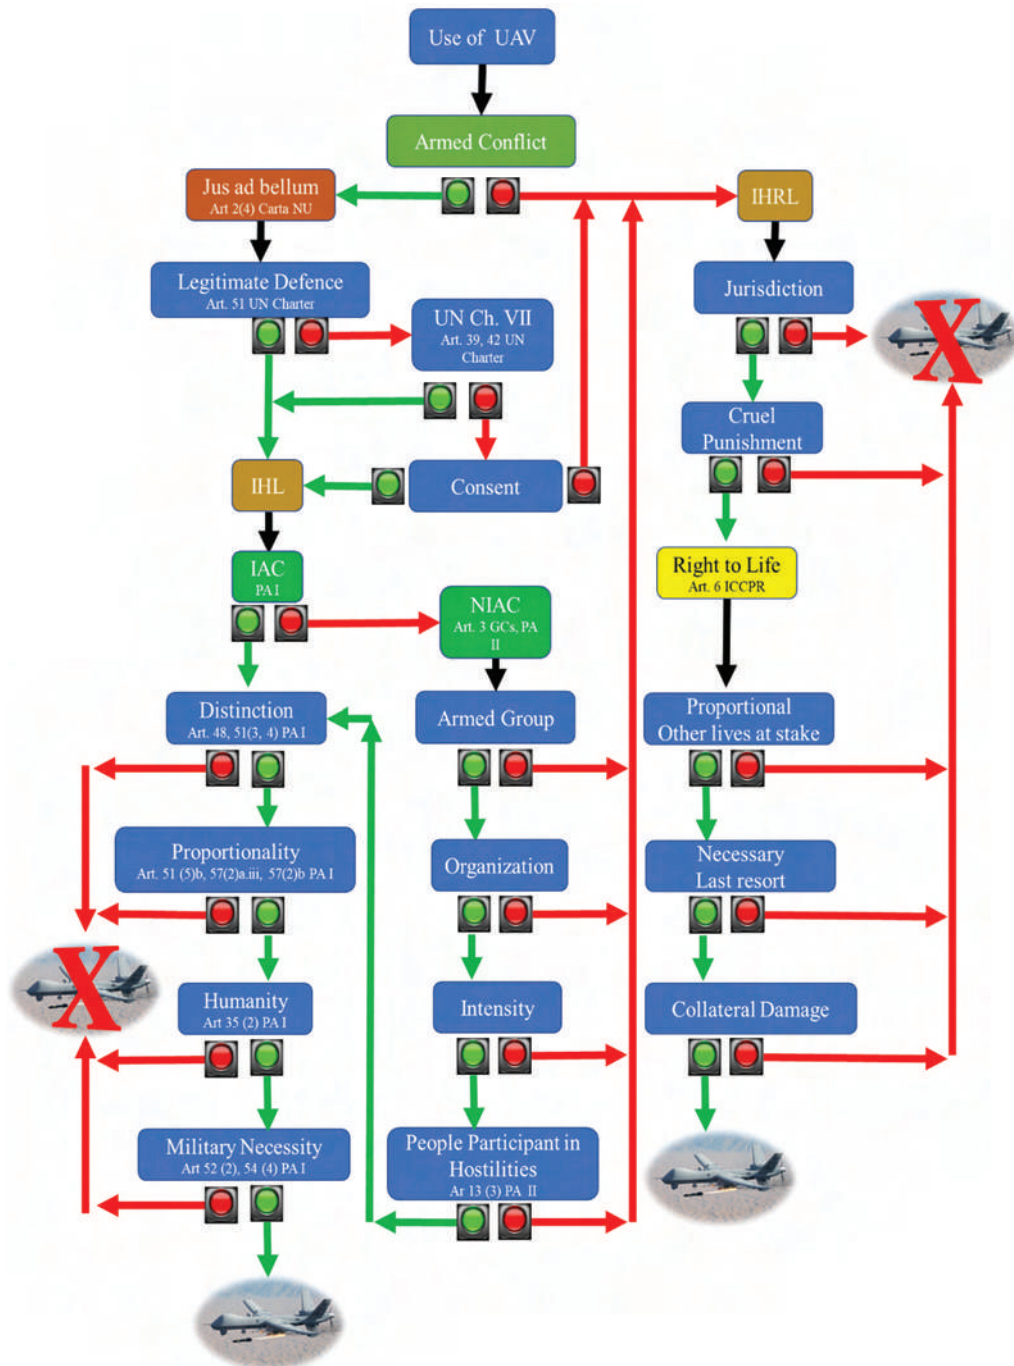 Use of UAV
Armed Conflict
Jus ad bellum
Art 2(4) Carta NU
IHRL
Legitimate Defence
Art. 51 UN Charter
Jurisdiction
UN Ch. VII
Art. 39, 42 UN
Charter
X
Cruel
Punishment
IHL
Consent
IAC
PA I
Right to Life
Art. 6 ICCPR
NIAC
Art. 3 GCs, PA
II
Distinction
Art. 48, 51(3, 4) PA I
Armed Group
Proportional
Other lives at stake
Proportionality
Art. 51 (5)b, 57(2)a.iii, 57(2)b PA I
Organization
Necessary
Last resort
X
Humanity
Art 35 (2) PA I
Intensity
Collateral Damage
Military Necessity
Art 52 (2), 54 (4) PA I
People Participant in
Hostilities
Ar 13 (3) PA II